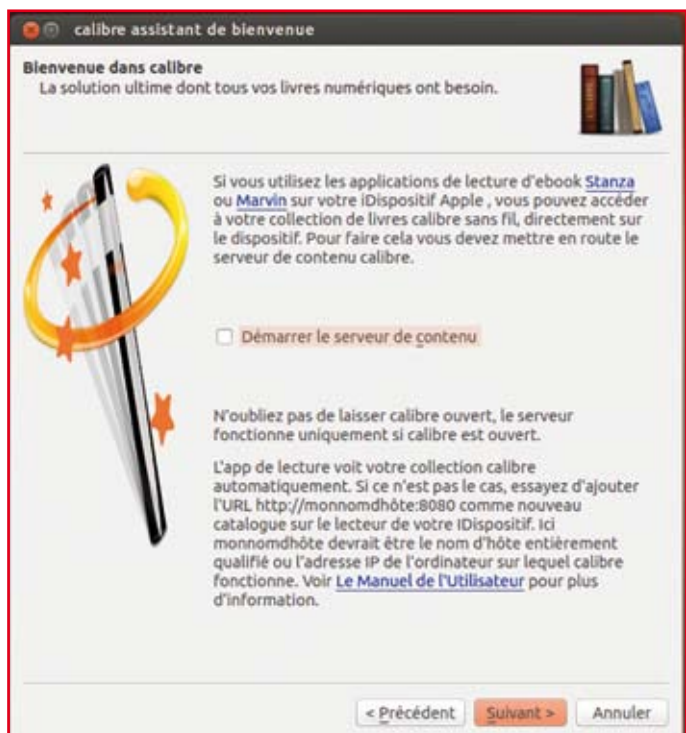 calibre assistant de bienvenue
Bienvenue dans calibre
La solution ultime dont tous vos livres numériques ont besoin.
Si vous utilisez les applications de lecture d'ebook Stanza
ou Marvin sur votre iDispositif Apple , vous pouvez accéder
à votre collection de livres calibre sans fil, directement sur
le dispositif. Pour faire cela vous devez mettre en route le
serveur de contenu calibre.
Démarrer le serveur de contenu
N'oubliez pas de laisser calibre ouvert, le serveur
fonctionne uniquement si calibre est ouvert.
L'app de lecture voit votre collection calibre
automatiquement. Si ce n'est pas le cas, essayez d'ajouter
l'URL http://monnomdhôte:8080 comme nouveau
catalogue sur le lecteur de votre IDispositif. Ici
monnomdhôte devrait être le nom d'hôte entièrement
qualifié ou l'adresse IP de l'ordinateur sur lequel calibre
fonctionne. Voir Le Manuel de l'Utilisateur pour plus
d'information.
< Précédent Suivant > Annuler